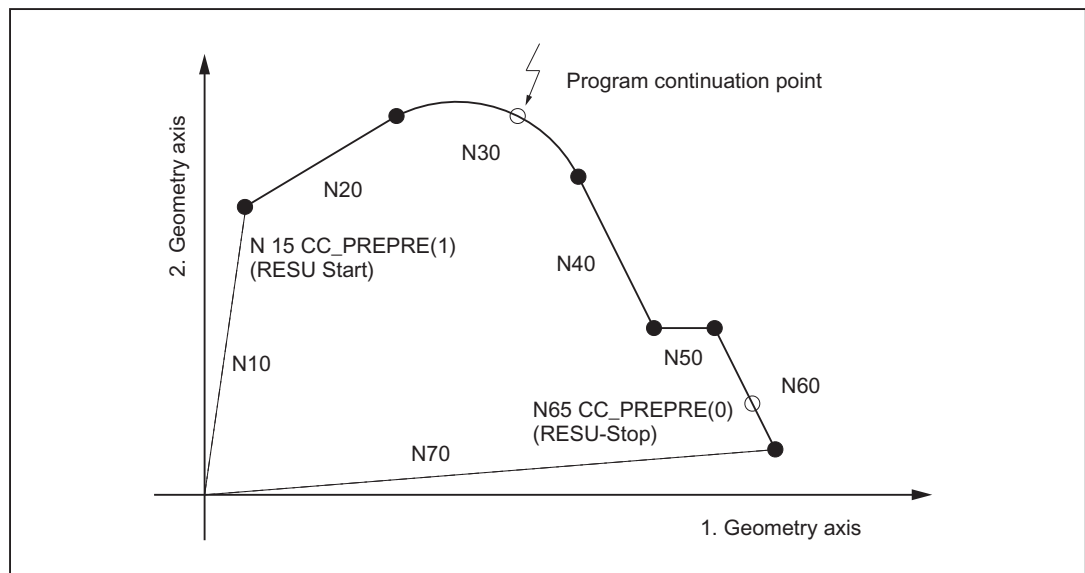 Program continuation point
N30
N20
2. Geometry axis
N 15 CC_PREPRE(1)
(RESU Start)
N40
N10
N50
N60
N65 CC_PREPRE(0)
(RESU-Stop)
N70
1. Geometry axis